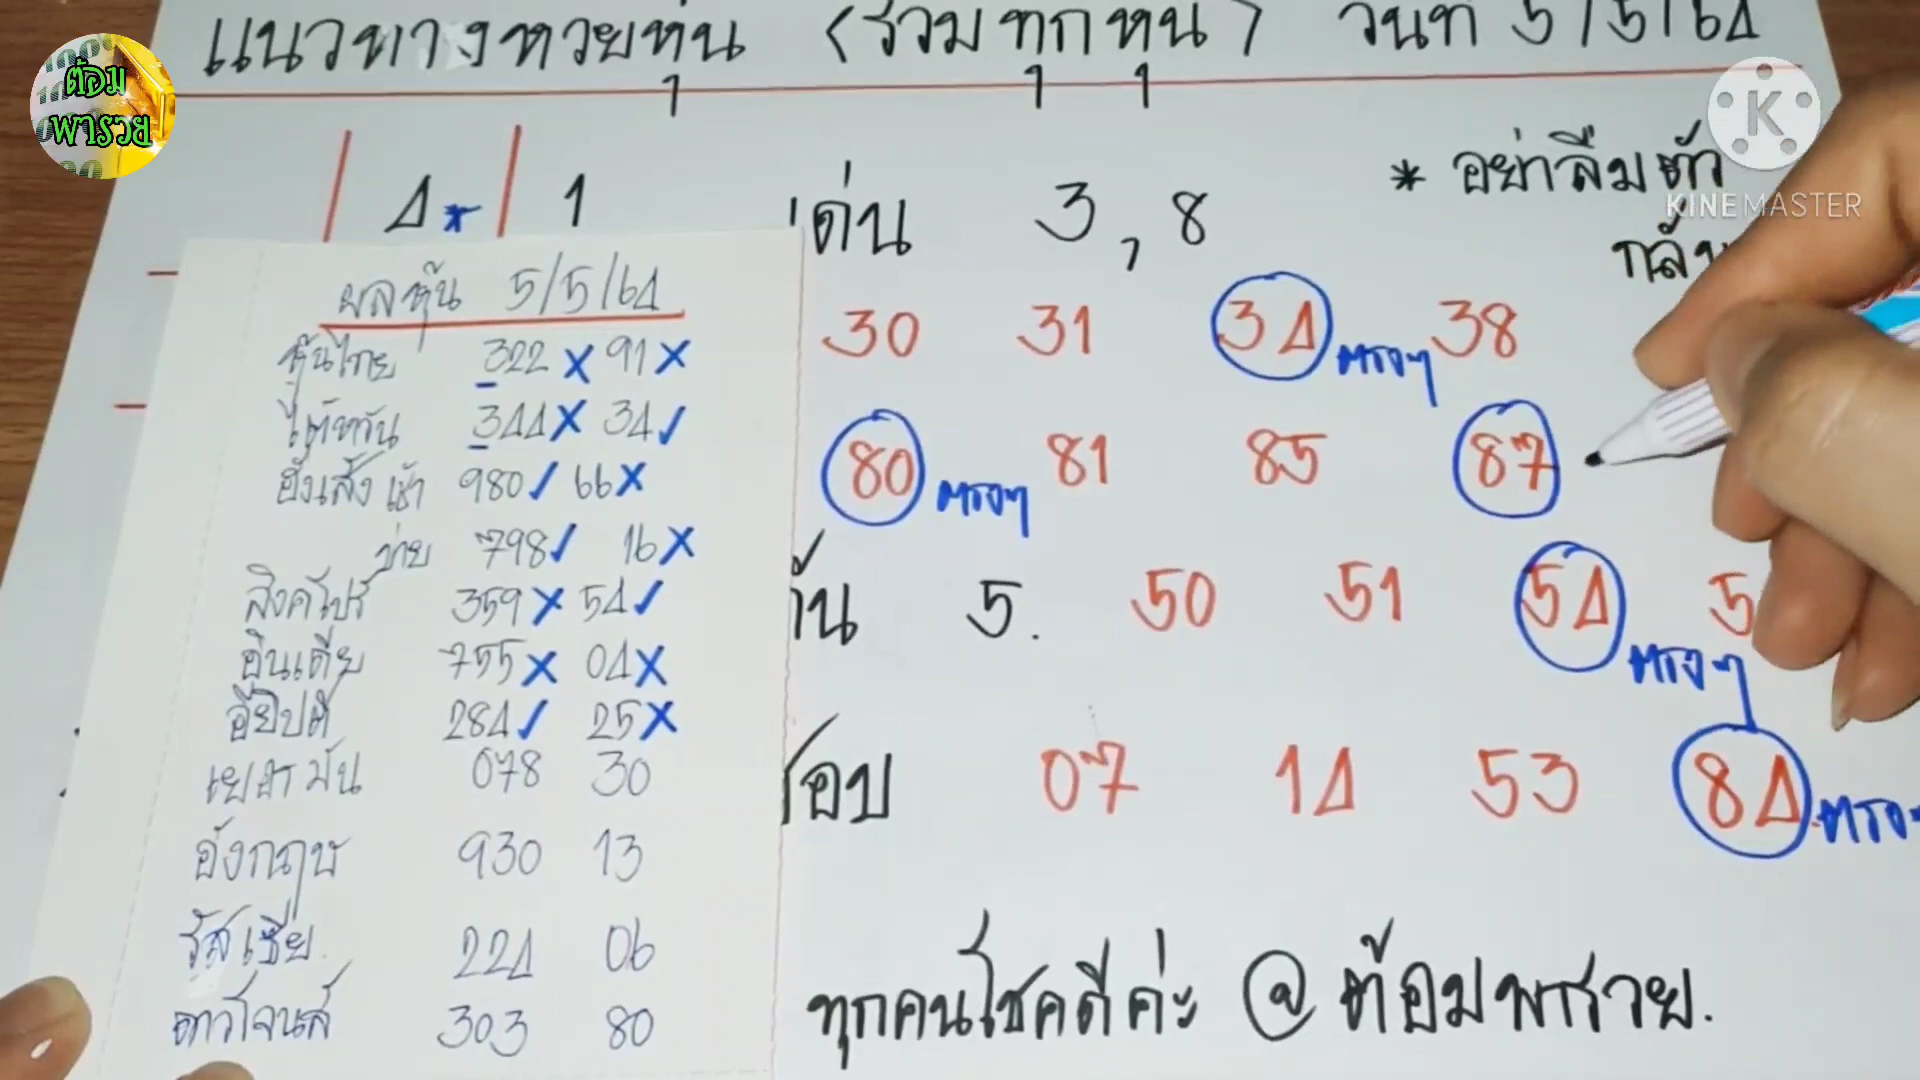 แนวทางหวยหุ้น (รวมทุกหุ้น) วันที่ 5/5/64
ต้อม
พารวย
K
KINEMASTER
* อย่าลืมตัว
กลับ
4* 1
เด่น 3, 8
30 31 34 ตรงๆ 38
80 ตรงๆ 81 85 87
5. 50 51 54 ตรงๆ 5
07 14 53 84 ตรงๆ
ทุกคนโชคดีค่ะ @ต้อมพารวย.
ผลหุ้น 5/5/64
หุ้นไทย 322 x 91 x
ไต้หวัน 344 x 34 ✓
ฮั่งเส็ง เช้า 980 ✓ 66 x
บ่าย 798 ✓ 16 x
สิงคโปร์ 359 x 54 ✓
อินเดีย 755 x 04 x
อียิปต์ 284 ✓ 25 x
เยอรมัน 078 30
อังกฤษ 930 13
รัสเซีย 224 06
ดาวโจนส์ 303 80